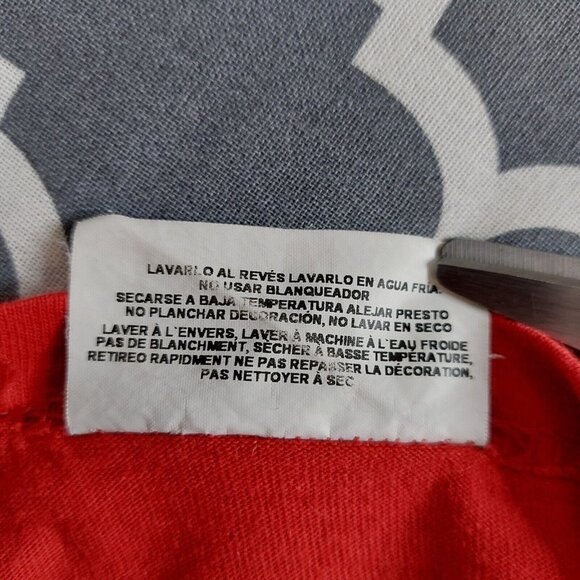 LAVARLO AL REVÉS LAVARLO EN AGUA FRIA.
NO USAR BLANQUEADOR
SECARSE A BAJA TEMPERATURA ALEJAR PRESTO
NO PLANCHAR DECORACIÓN, NO LAVAR EN SECO
LAVER À L`ENVERS, LAVER À MACHINE À L`EAU FROIDE
PAS DE BLANCHMENT, SÉCHER À BASSE TEMPÉRATURE,
RETIREO RAPIDMENT NE PAS REPASSER LA DÉCORATION,
PAS NETTOYER À SEC